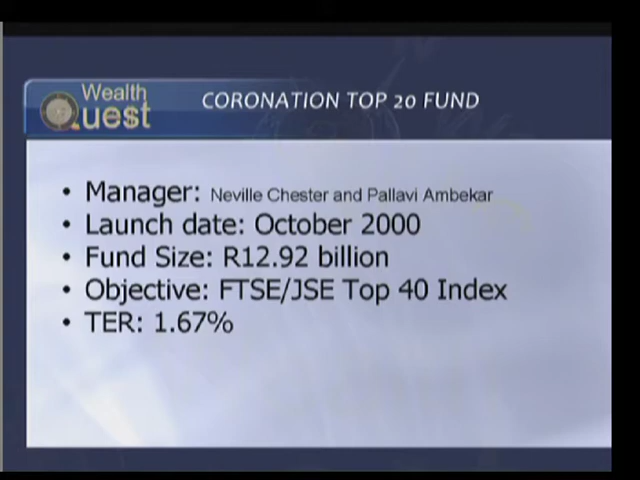 Wealth
Quest
CORONATION TOP 20 FUND
• Manager: Neville Chester and Pallavi Ambekar
• Launch date: October 2000
• Fund Size: R12.92 billion
• Objective: FTSE/JSE Top 40 Index
• TER: 1.67%